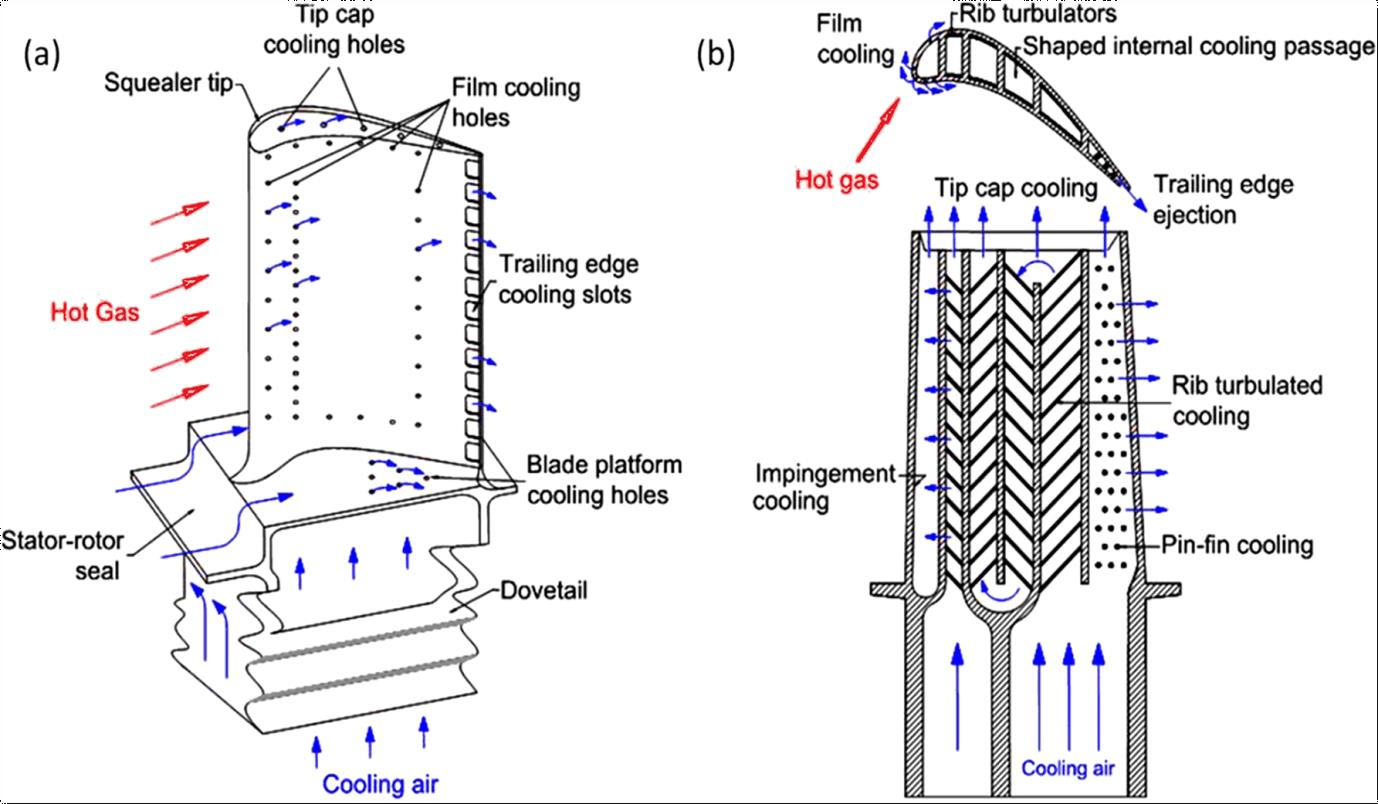 (a)
Tip cap
cooling holes
Squealer tip
Film cooling
holes
Hot Gas
Trailing edge
cooling slots
Blade platform
cooling holes
Stator-rotor
seal
Dovetail
Cooling air
(b)
Film
cooling
Rib turbulators
Shaped internal cooling passage
Hot gas
Tip cap cooling
Trailing edge
ejection
Rib turbulated
cooling
Impingement
cooling
Pin-fin cooling
Cooling air